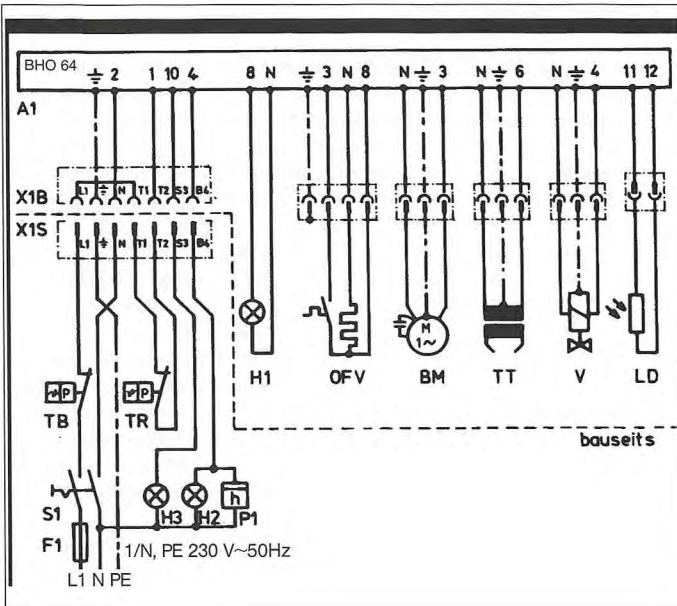 BHO 64
⏚ 2 1 10 4 8 N ⏚ 3 N 8 N ⏚ 3 N ⏚ 6 N ⏚ 4 11 12
A1
X1B
L1 ⏚ N T1 T2 S3 B4
X1S
L1 ⏚ N T1 T2 S3 B4
M
1~
H1 OFV BM TT V LD
P P
TB TR
bauseits
h
S1
H3 H2 P1
F1
1/N, PE 230 V~50Hz
L1 N PE